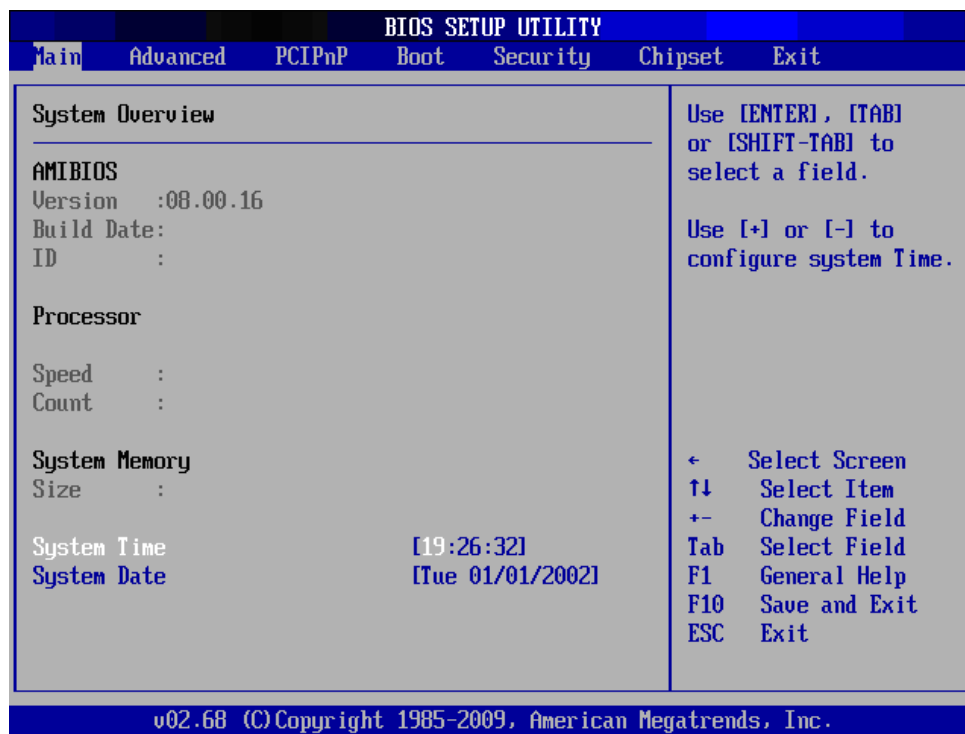 BIOS SETUP UTILITY
Main Advanced PCIPnP Boot Security Chipset Exit
System Overview
AMIBIOS
Version :08.00.16
Build Date:
ID :
Processor
Speed :
Count :
System Memory
Size :
System Time [19:26:32]
System Date [Tue 01/01/2002]
Use [ENTER], [TAB]
or [SHIFT-TAB] to
select a field.
Use [+] or [-] to
configure system Time.
← Select Screen
↑↓ Select Item
+- Change Field
Tab Select Field
F1 General Help
F10 Save and Exit
ESC Exit
v02.68 (C)Copyright 1985-2009, American Megatrends, Inc.